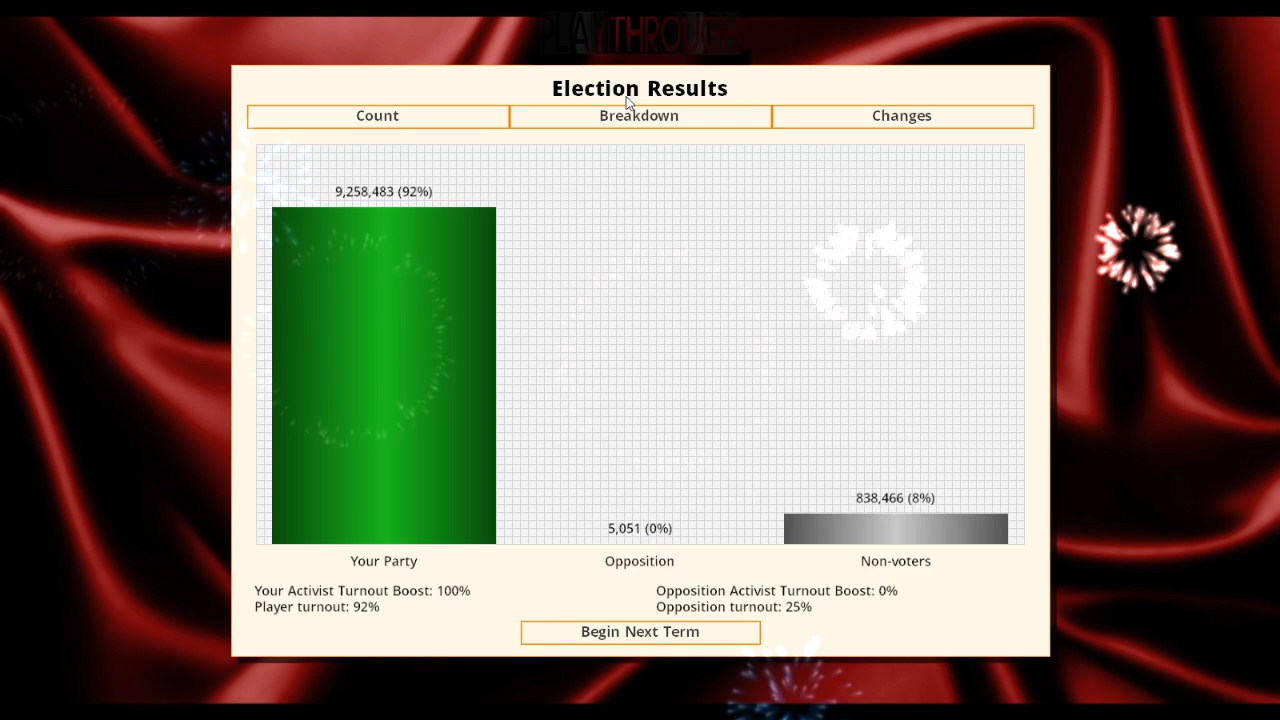 PLAYTHROUGH
Election Results
Count
Breakdown
Changes
9,258,483 (92%)
5,051 (0%)
838,466 (8%)
Your Party
Opposition
Non-voters
Your Activist Turnout Boost: 100%
Opposition Activist Turnout Boost: 0%
Player turnout: 92%
Opposition turnout: 25%
Begin Next Term